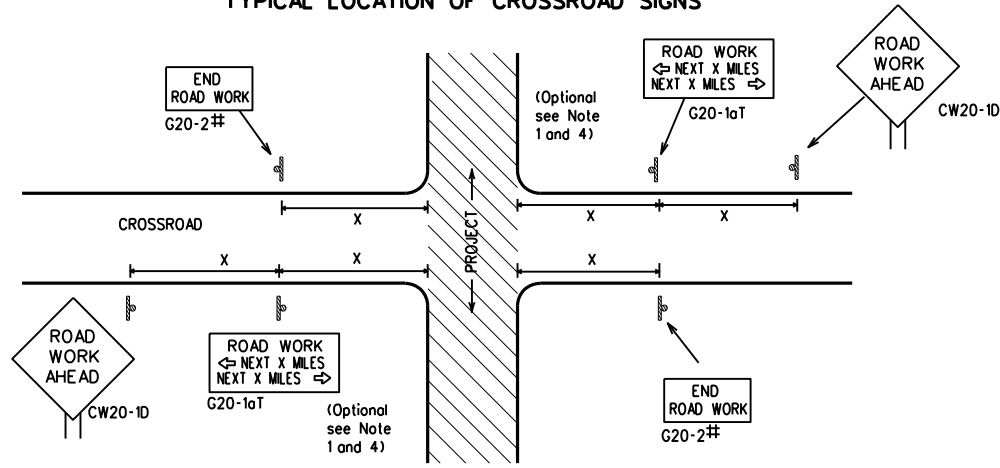 TYPICAL LOCATION OF CROSSROAD SIGNS
END
ROAD WORK
G20-2#
(Optional
see Note
1 and 4)
ROAD WORK
⇦ NEXT X MILES
NEXT X MILES ⇨
G20-1aT
ROAD
WORK
AHEAD
CW20-1D
X
X
X
CROSSROAD
PROJECT
X
X
X
ROAD
WORK
AHEAD
CW20-1D
ROAD WORK
⇦ NEXT X MILES
NEXT X MILES ⇨
G20-1aT
(Optional
see Note
1 and 4)
END
ROAD WORK
G20-2#